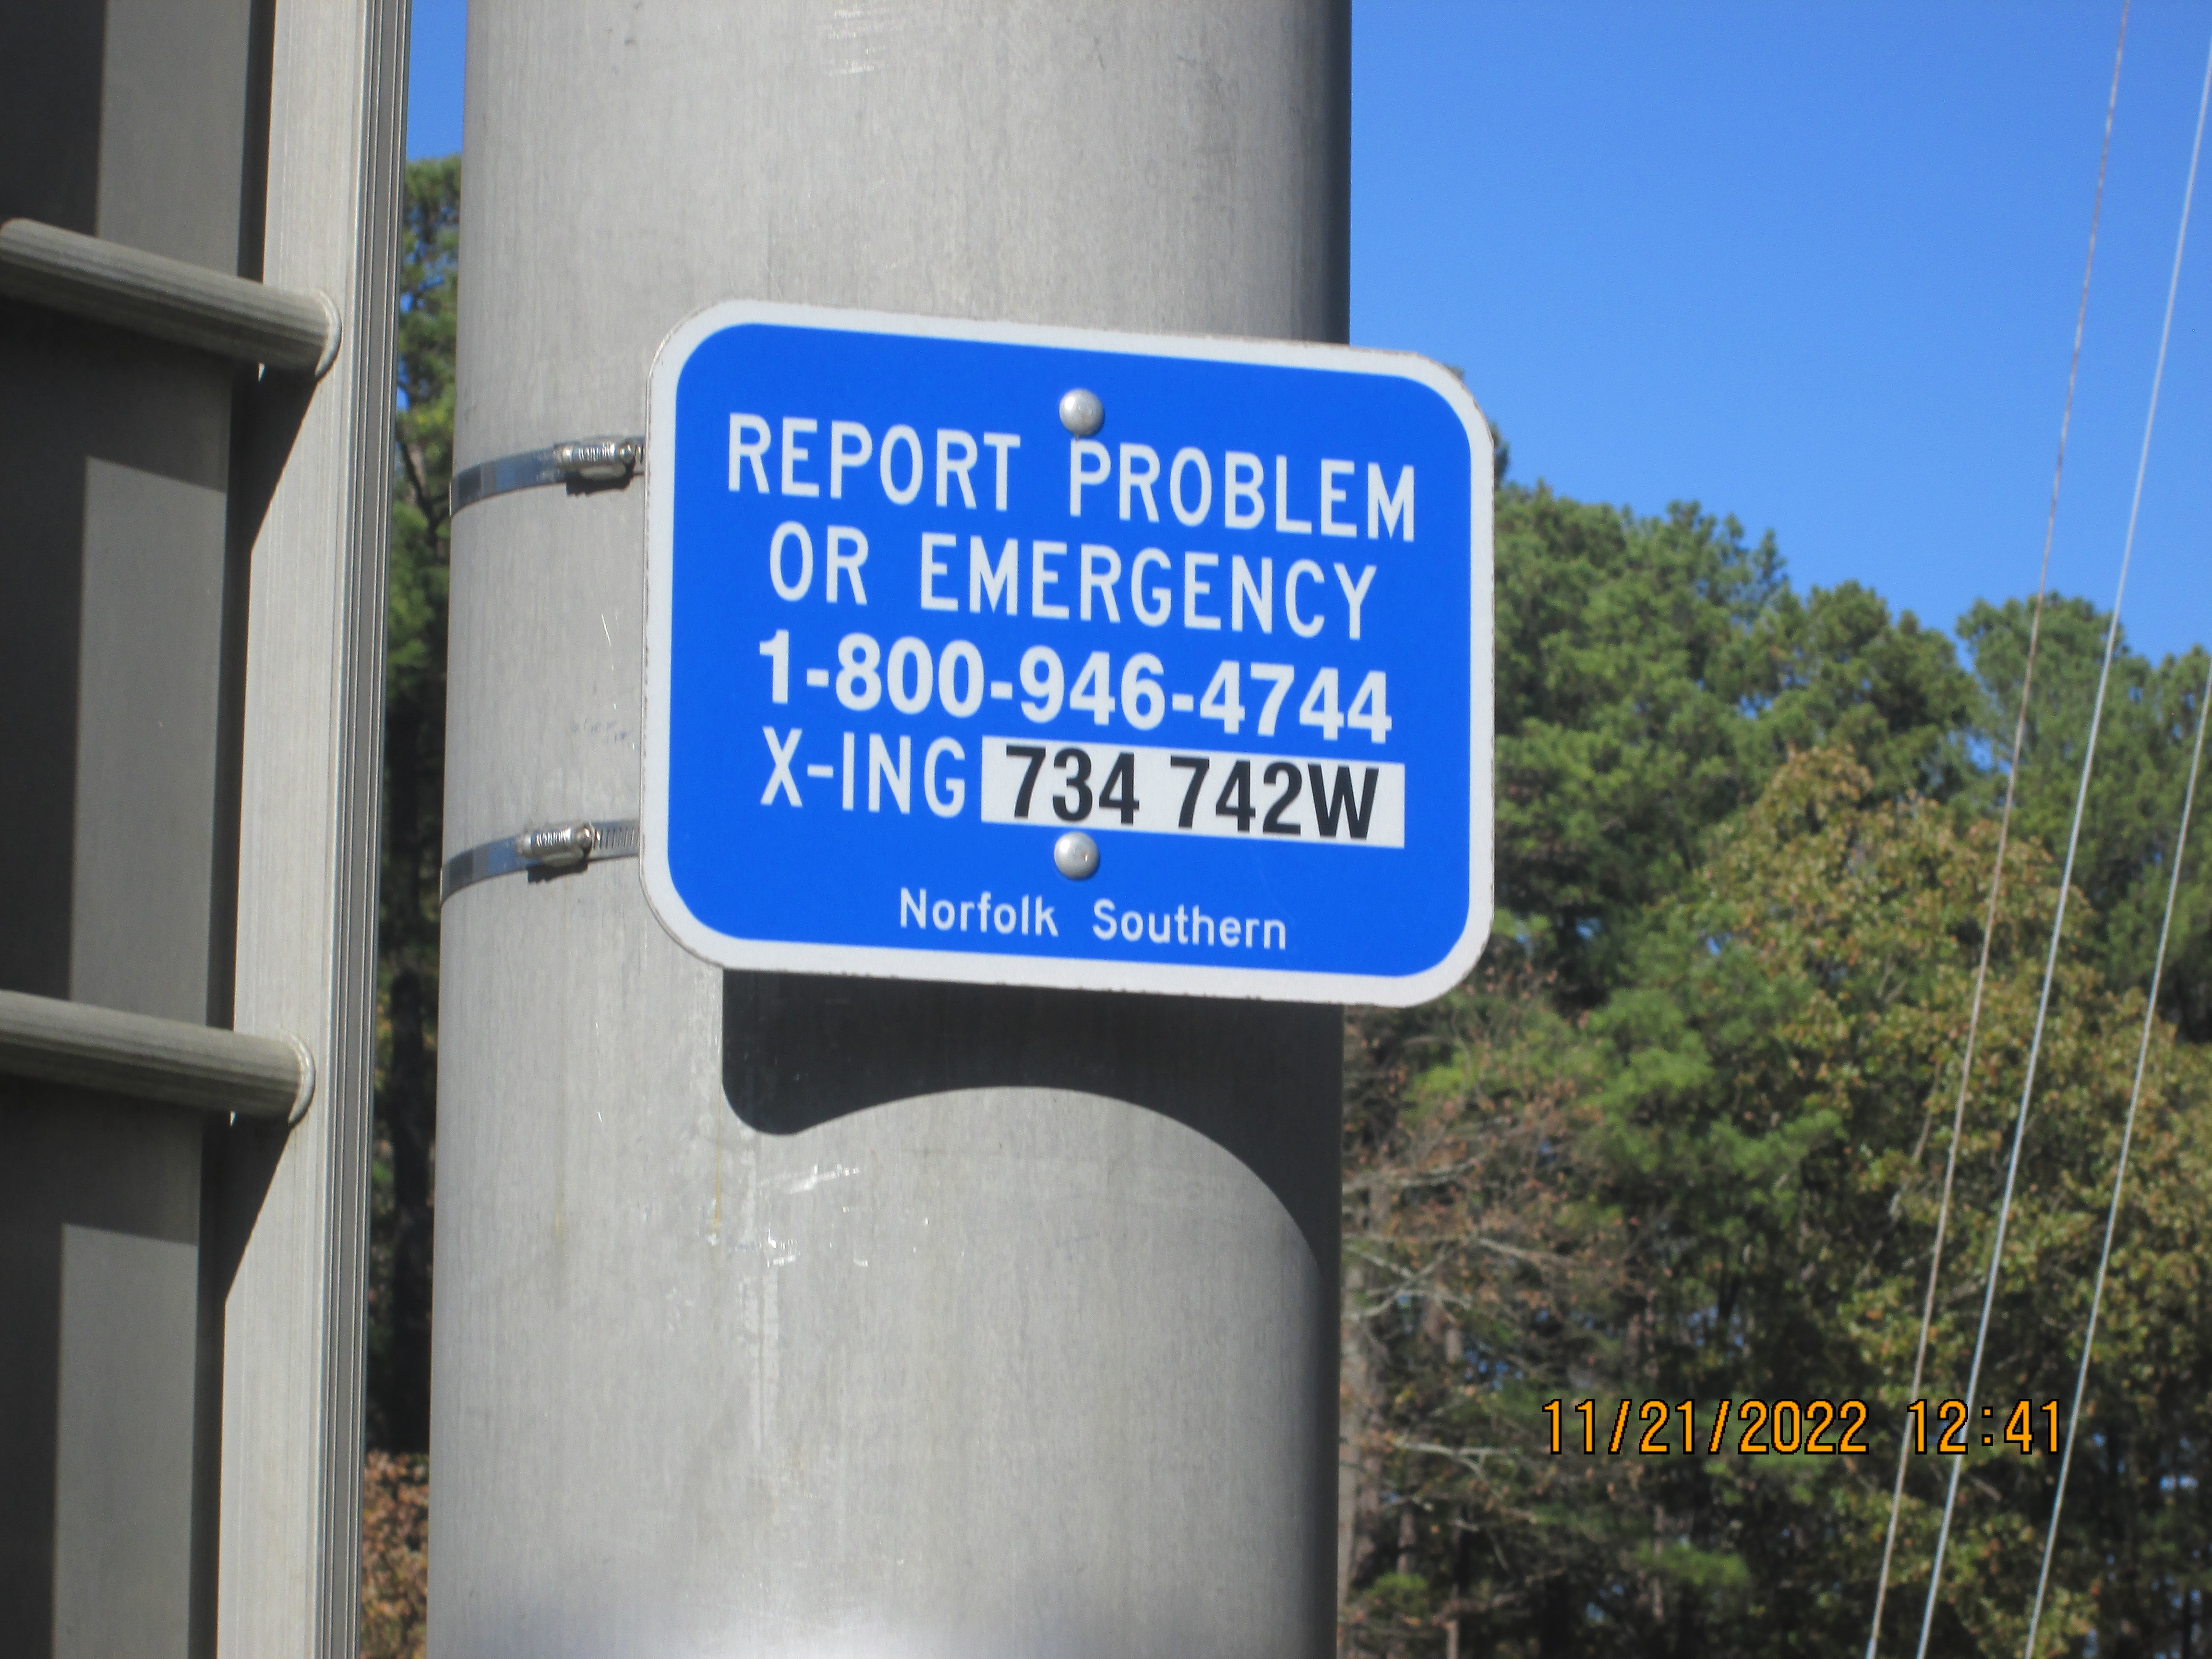 REPORT PROBLEM
OR EMERGENCY
1-800-946-4744
X-ING 734 742W
Norfolk Southern
11/21/2022 12:41